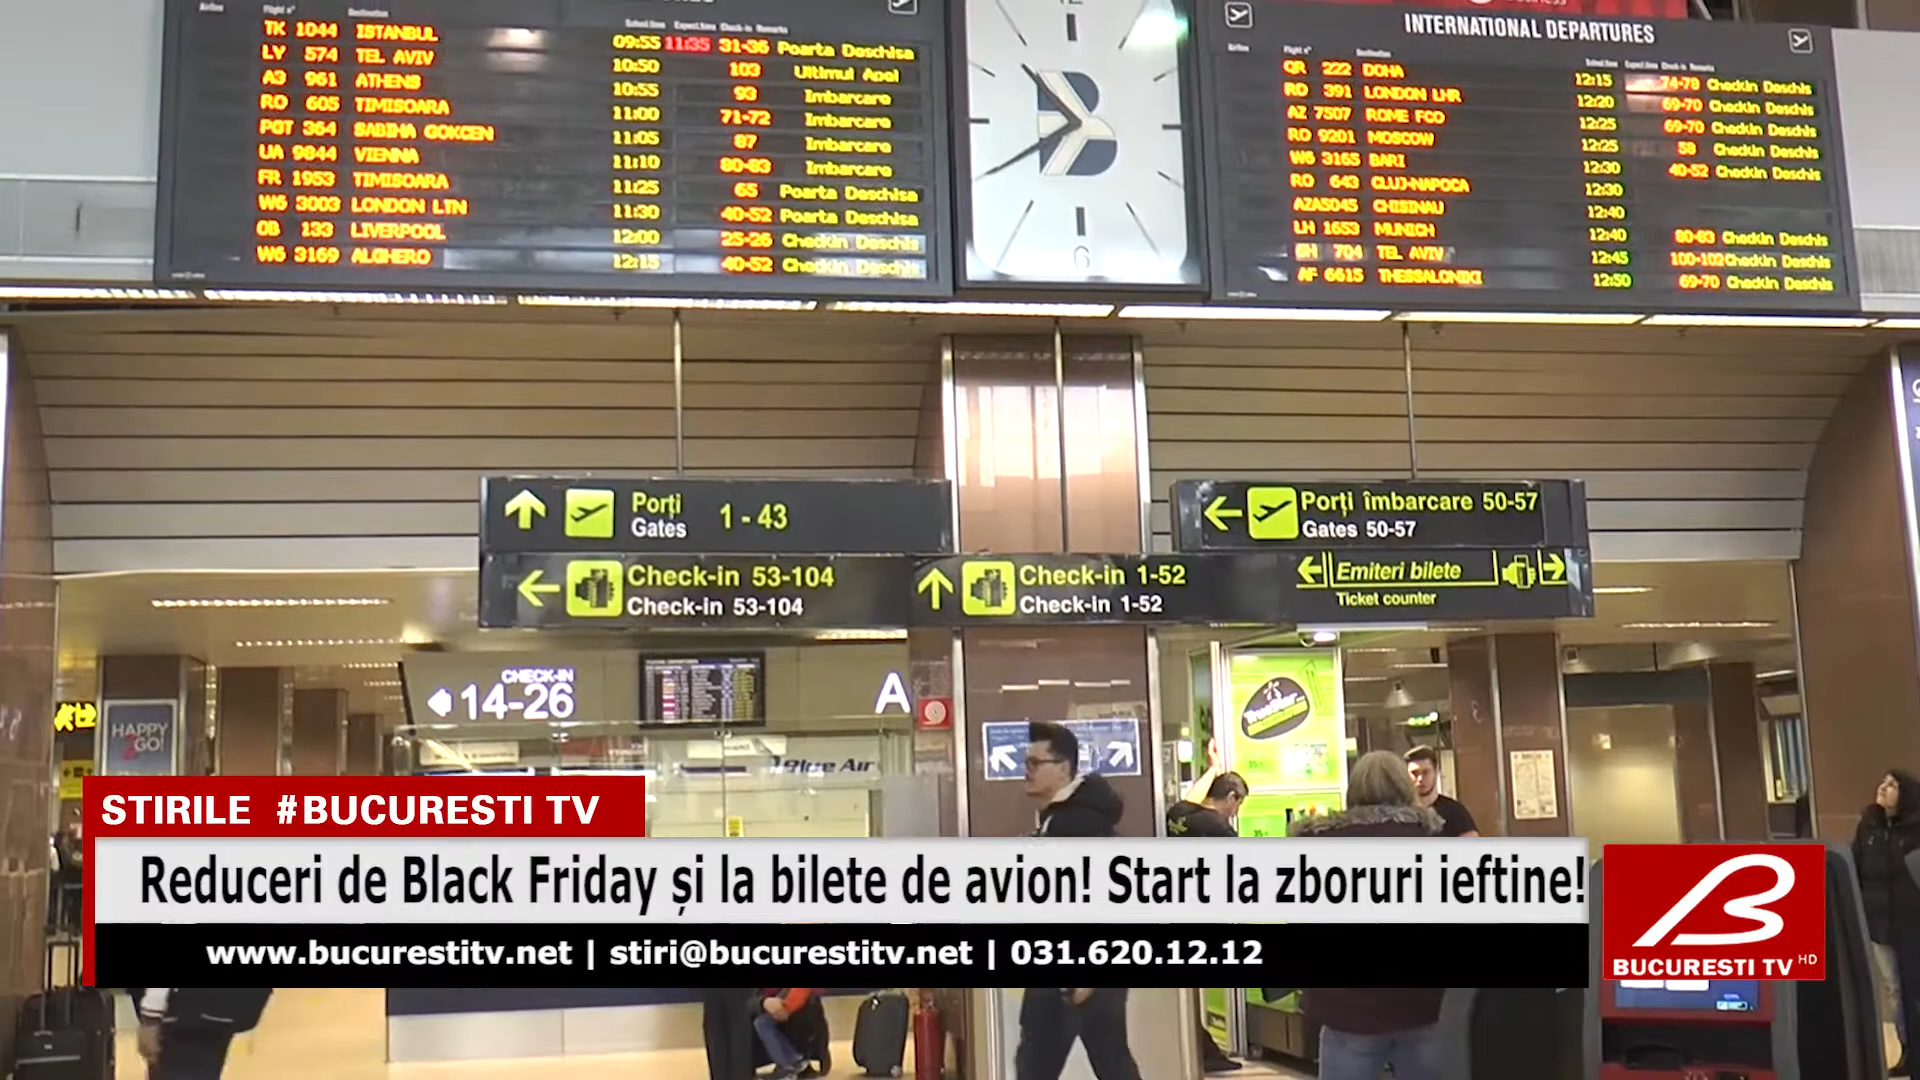 TK 1044 ISTANBUL 09:55 11:35 31-36 Poarta Deschisa
LY 574 TEL AVIV 10:50 103 Ultimul Apel
A3 961 ATHENS 10:55 93 Imbarcare
RO 605 TIMISOARA 11:00 71-72 Imbarcare
PGT 364 SABIHA GOKCEN 11:05 87 Imbarcare
UA 9844 VIENNA 11:10 80-83 Imbarcare
FR 1953 TIMISOARA 11:25 65 Poarta Deschisa
W6 3003 LONDON LTN 11:30 40-52 Poarta Deschisa
0B 133 LIVERPOOL 12:00 25-26 CheckIn Deschis
W6 3169 ALGHERO 12:15 40-52 CheckIn Deschis
12
B
6
INTERNATIONAL DEPARTURES
QR 222 DOHA 12:15 74-78 CheckIn Deschis
RO 391 LONDON LHR 12:20 69-70 CheckIn Deschis
AZ 7507 ROME FCO 12:25 69-70 CheckIn Deschis
RO 9201 MOSCOW 12:25 58 CheckIn Deschis
W6 3165 BARI 12:30 40-52 CheckIn Deschis
RO 643 CLUJ-NAPOCA 12:30
CHISINAU 12:40
LH 1653 MUNICH 12:40 80-83 CheckIn Deschis
704 TEL AVIV 12:45 100-102 CheckIn Deschis
AF 6615 THESSALONIKI 12:50 69-70 CheckIn Deschis
Porți 1 - 43
Gates
Check-in 53-104
Check-in 53-104
Check-in 1-52
Check-in 1-52
Porți îmbarcare 50-57
Gates 50-57
Emiteri bilete
Ticket counter
CHECK-IN
14-26
A
HAPPY
2GO!
Blue Air
STIRILE #BUCURESTI TV
Reduceri de Black Friday și la bilete de avion! Start la zboruri ieftine!
www.bucurestitv.net | stiri@bucurestitv.net | 031.620.12.12
B
BUCURESTI TV HD